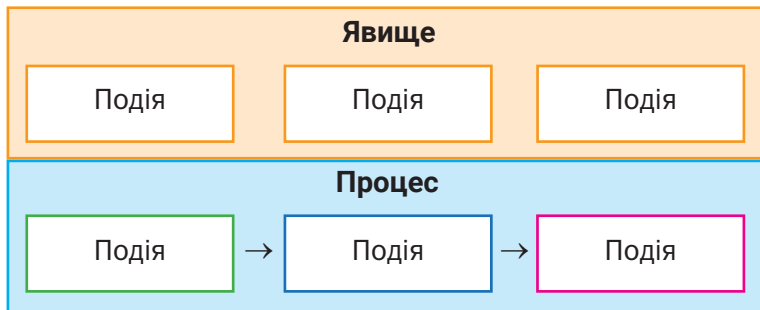 Явище
Подія Подія Подія
Процес
Подія → Подія → Подія